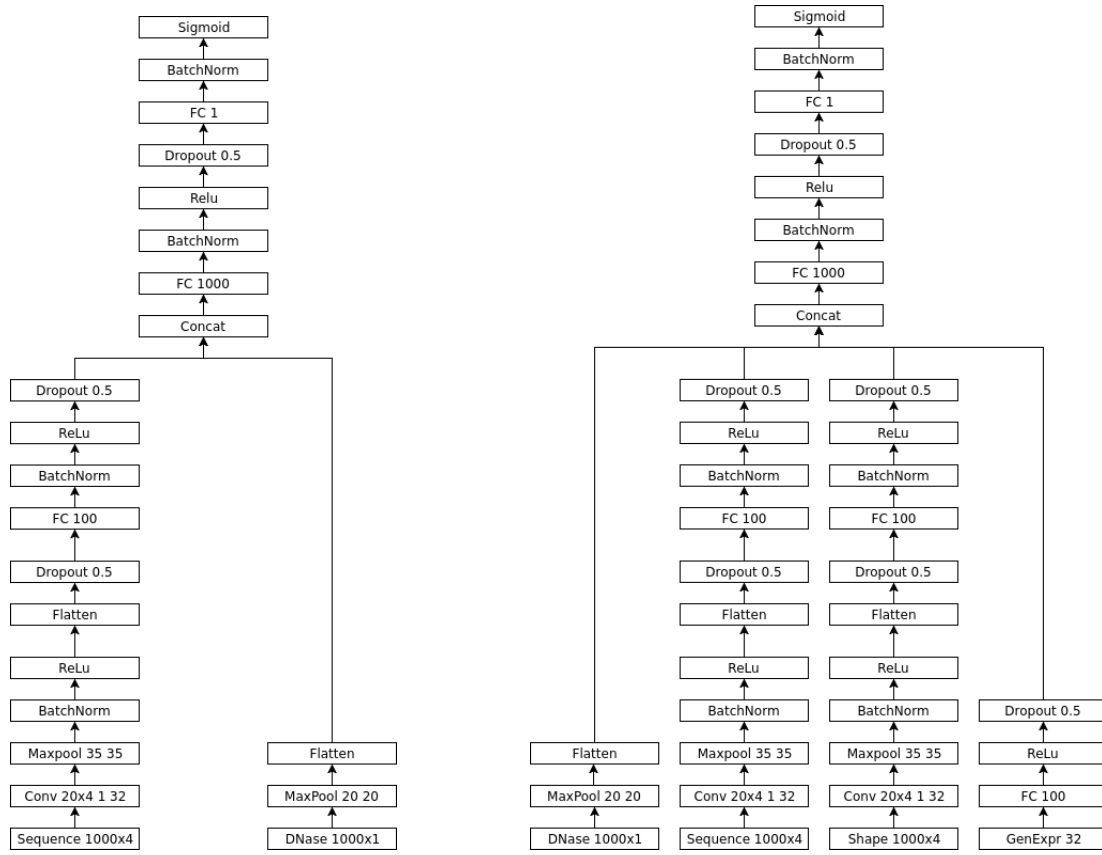 Sigmoid
BatchNorm
FC 1
Dropout 0.5
Relu
BatchNorm
FC 1000
Concat
Dropout 0.5
ReLu
BatchNorm
FC 100
Dropout 0.5
Flatten
ReLu
BatchNorm
Maxpool 35 35
Conv 20x4 1 32
Sequence 1000x4
Flatten
MaxPool 20 20
DNase 1000x1
Sigmoid
BatchNorm
FC 1
Dropout 0.5
Relu
BatchNorm
FC 1000
Concat
Flatten
MaxPool 20 20
DNase 1000x1
Dropout 0.5
ReLu
BatchNorm
FC 100
Dropout 0.5
Flatten
ReLu
BatchNorm
Maxpool 35 35
Conv 20x4 1 32
Sequence 1000x4
Dropout 0.5
ReLu
BatchNorm
FC 100
Dropout 0.5
Flatten
ReLu
BatchNorm
Maxpool 35 35
Conv 20x4 1 32
Shape 1000x4
Dropout 0.5
ReLu
FC 100
GenExpr 32